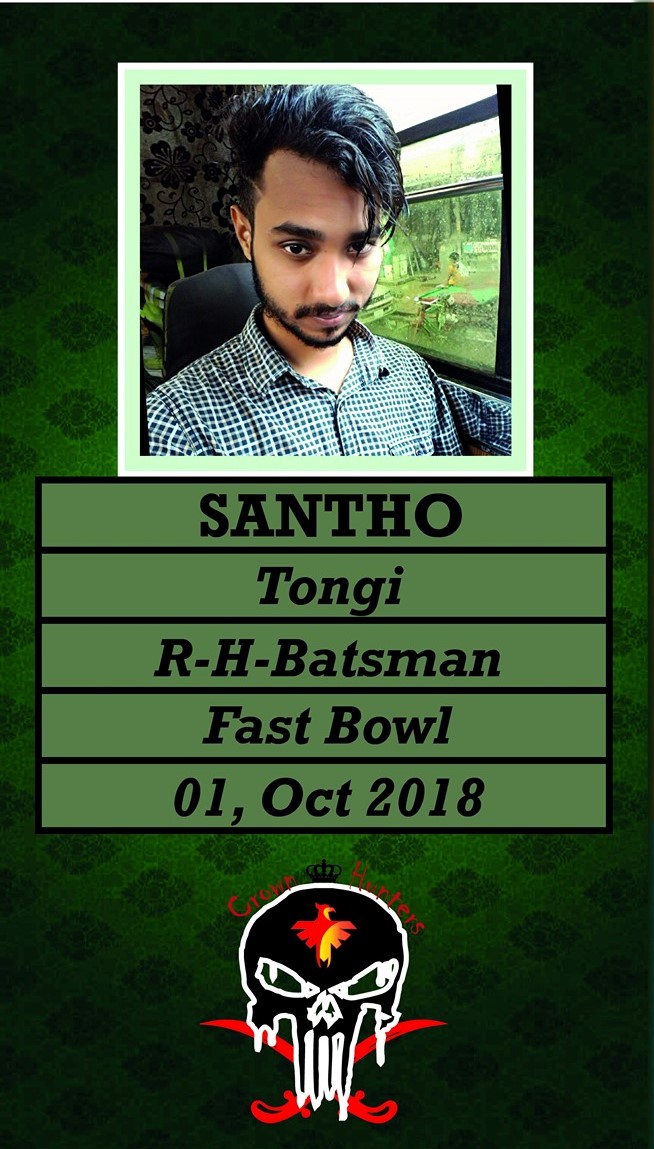 SANTHO
Tongi
R-H-Batsman
Fast Bowl
01, Oct 2018
Crown Hunters